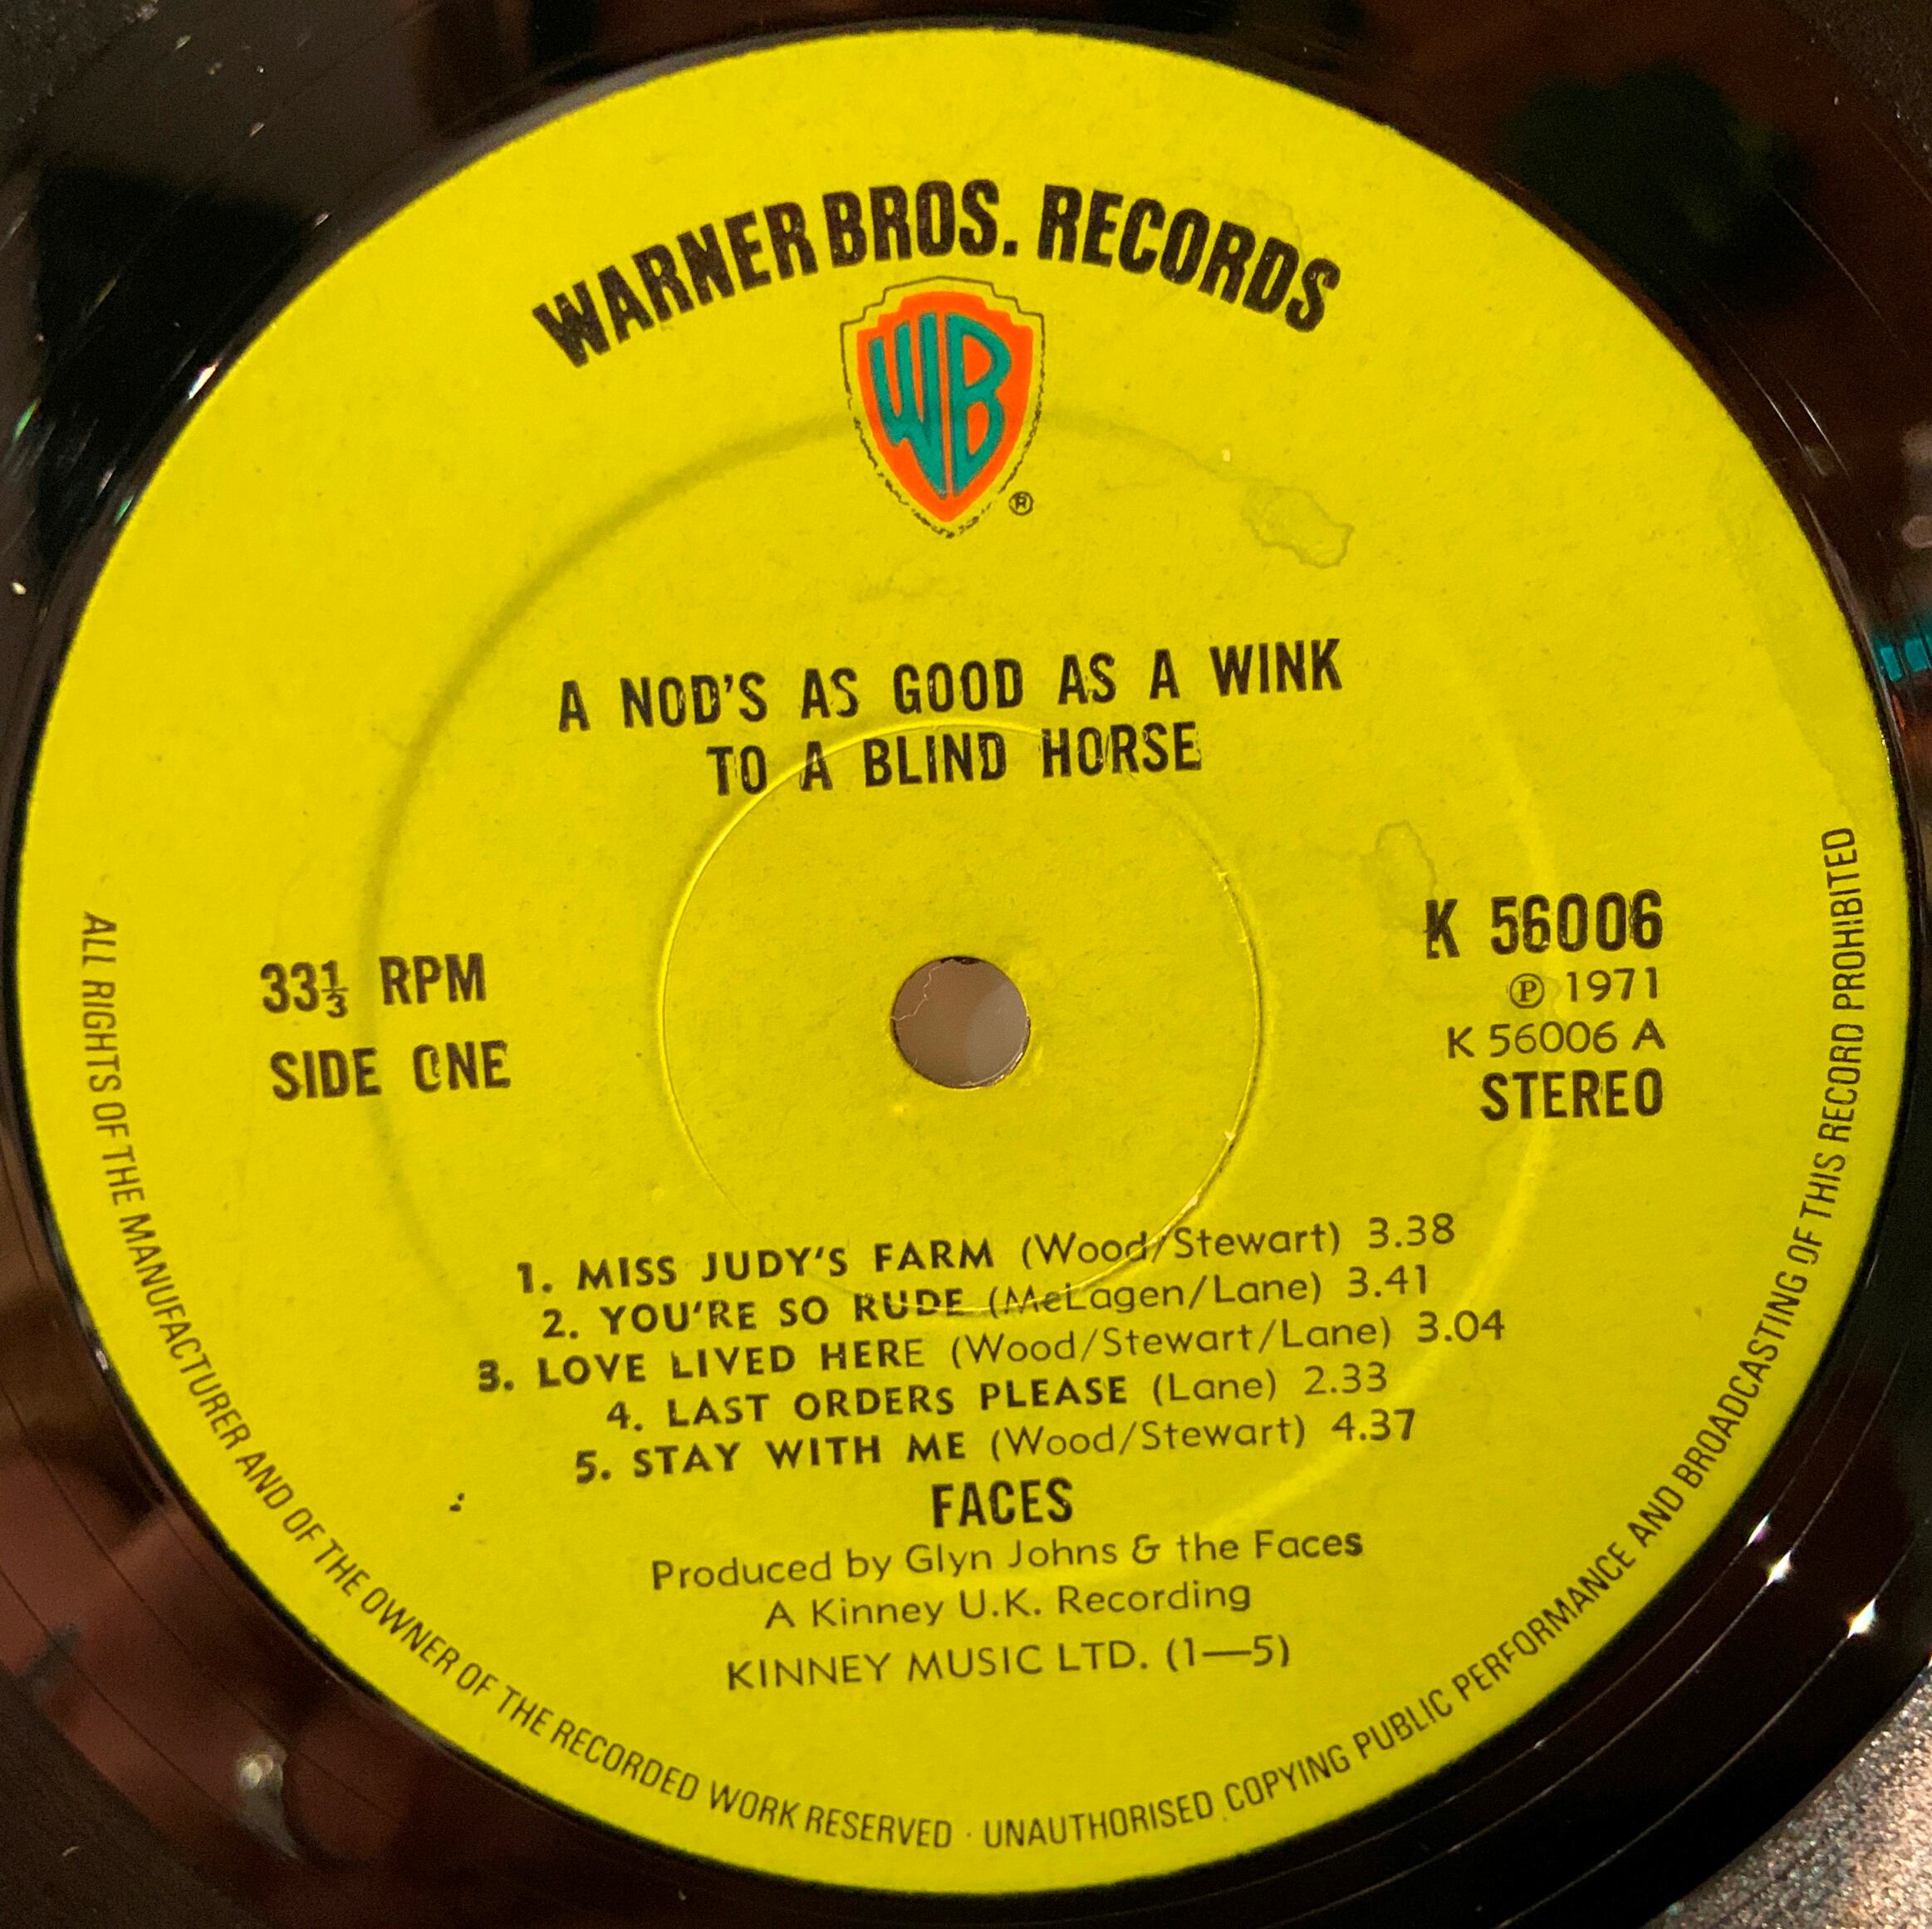 WARNER BROS. RECORDS
WB
®
A NOD'S AS GOOD AS A WINK
TO A BLIND HORSE
33⅓ RPM
SIDE ONE
K 56006
℗ 1971
K 56006 A
STEREO
1. MISS JUDY'S FARM (Wood/Stewart) 3.38
2. YOU'RE SO RUDE (McLagen/Lane) 3.41
3. LOVE LIVED HERE (Wood/Stewart/Lane) 3.04
4. LAST ORDERS PLEASE (Lane) 2.33
5. STAY WITH ME (Wood/Stewart) 4.37
FACES
Produced by Glyn Johns & the Faces
A Kinney U.K. Recording
KINNEY MUSIC LTD. (1—5)
ALL RIGHTS OF THE MANUFACTURER AND OF THE OWNER OF THE RECORDED WORK RESERVED · UNAUTHORISED COPYING PUBLIC PERFORMANCE AND BROADCASTING OF THIS RECORD PROHIBITED